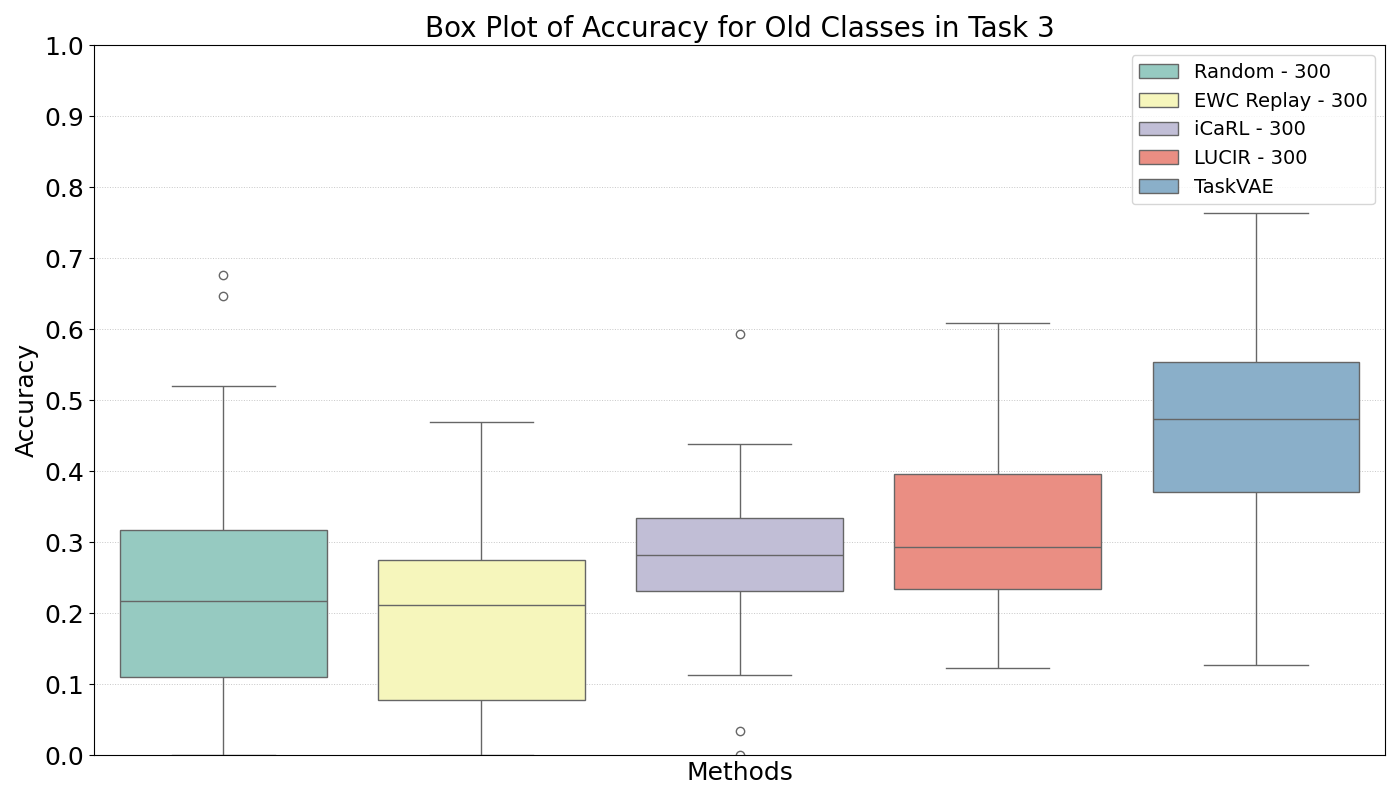 Box Plot of Accuracy for Old Classes in Task 3
1.0
0.9
0.8
0.7
0.6
0.5
0.4
0.3
0.2
0.1
0.0
Accuracy
Methods
Random - 300
EWC Replay - 300
iCaRL - 300
LUCIR - 300
TaskVAE